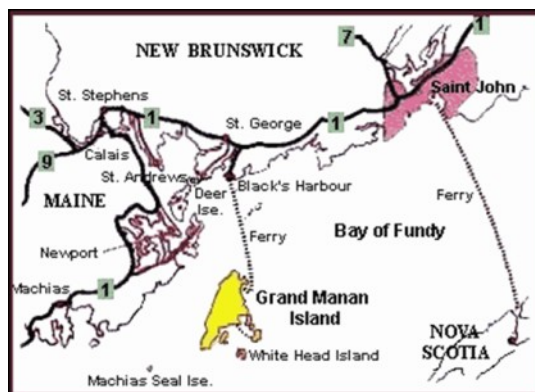 1
7
NEW BRUNSWICK
Saint John
St. Stephens
3
1
St. George
1
9
Calais
St. Andrews
Deer
Ise.
Black's Harbour
MAINE
Ferry
Newport
Ferry
Bay of Fundy
Machias
1
Grand Manan
Island
NOVA
SCOTIA
White Head Island
Machias Seal Ise.